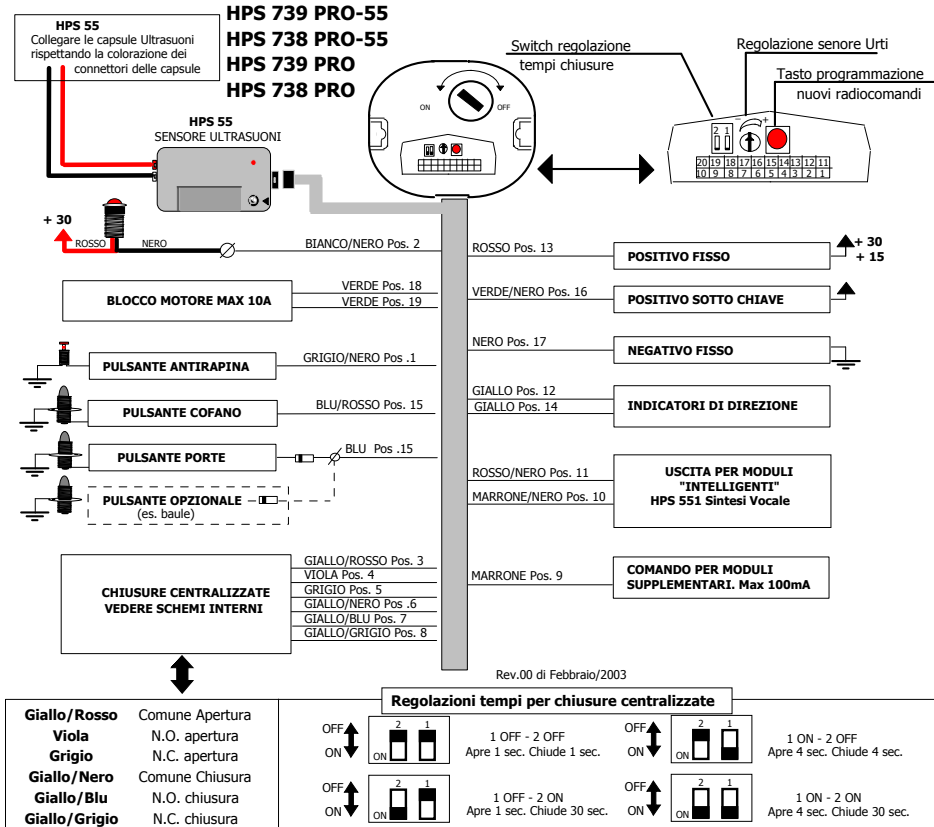 HPS 55
Collegare le capsule Ultrasuoni
rispettando la colorazione dei
connettori delle capsule
HPS 739 PRO-55
HPS 738 PRO-55
HPS 739 PRO
HPS 738 PRO
ON
OFF
Switch regolazione
tempi chiusure
Regolazione senore Urti
Tasto programmazione
nuovi radiocomandi
2 1
- +
20 19 18 17 16 15 14 13 12 11
10 9 8 7 6 5 4 3 2 1
HPS 55
SENSORE ULTRASUONI
+ 30
ROSSO
NERO
BIANCO/NERO Pos. 2
BLOCCO MOTORE MAX 10A
VERDE Pos. 18
VERDE Pos. 19
PULSANTE ANTIRAPINA
GRIGIO/NERO Pos .1
PULSANTE COFANO
BLU/ROSSO Pos. 15
PULSANTE PORTE
BLU Pos .15
PULSANTE OPZIONALE
(es. baule)
CHIUSURE CENTRALIZZATE
VEDERE SCHEMI INTERNI
GIALLO/ROSSO Pos. 3
VIOLA Pos. 4
GRIGIO Pos. 5
GIALLO/NERO Pos .6
GIALLO/BLU Pos. 7
GIALLO/GRIGIO Pos. 8
ROSSO Pos. 13
POSITIVO FISSO
+ 30
+ 15
VERDE/NERO Pos. 16
POSITIVO SOTTO CHIAVE
NERO Pos. 17
NEGATIVO FISSO
GIALLO Pos. 12
GIALLO Pos. 14
INDICATORI DI DIREZIONE
ROSSO/NERO Pos. 11
MARRONE/NERO Pos. 10
USCITA PER MODULI
"INTELLIGENTI"
HPS 551 Sintesi Vocale
MARRONE Pos. 9
COMANDO PER MODULI
SUPPLEMENTARI. Max 100mA
Rev.00 di Febbraio/2003
Giallo/Rosso Comune Apertura
Viola N.O. apertura
Grigio N.C. apertura
Giallo/Nero Comune Chiusura
Giallo/Blu N.O. chiusura
Giallo/Grigio N.C. chiusura
Regolazioni tempi per chiusure centralizzate
OFF
ON
2 1
ON
1 OFF - 2 OFF
Apre 1 sec. Chiude 1 sec.
OFF
ON
2 1
ON
1 ON - 2 OFF
Apre 4 sec. Chiude 4 sec.
OFF
ON
2 1
ON
1 OFF - 2 ON
Apre 1 sec. Chiude 30 sec.
OFF
ON
2 1
ON
1 ON - 2 ON
Apre 4 sec. Chiude 30 sec.